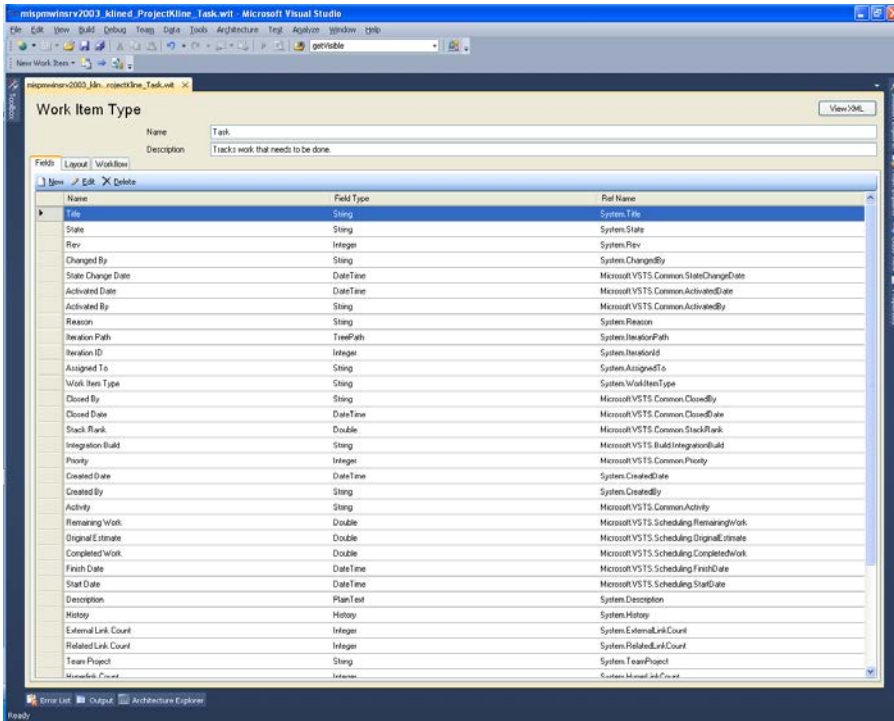 mispmwinsrv2003_klined_ProjectKline_Task.wit - Microsoft Visual Studio
File Edit View Build Debug Team Data Tools Architecture Test Analyze Window Help
getVisible
New Work Item
mispmwinsrv2003_klin...rojectKline_Task.wit
Toolbox
Work Item Type
View XML
Name Task
Description Tracks work that needs to be done.
Fields Layout Workflow
New Edit Delete
Name Field Type Ref Name
Title String System.Title
State String System.State
Rev Integer System.Rev
Changed By String System.ChangedBy
State Change Date DateTime Microsoft.VSTS.Common.StateChangeDate
Activated Date DateTime Microsoft.VSTS.Common.ActivatedDate
Activated By String Microsoft.VSTS.Common.ActivatedBy
Reason String System.Reason
Iteration Path TreePath System.IterationPath
Iteration ID Integer System.IterationId
Assigned To String System.AssignedTo
Work Item Type String System.WorkItemType
Closed By String Microsoft.VSTS.Common.ClosedBy
Closed Date DateTime Microsoft.VSTS.Common.ClosedDate
Stack Rank Double Microsoft.VSTS.Common.StackRank
Integration Build String Microsoft.VSTS.Build.IntegrationBuild
Priority Integer Microsoft.VSTS.Common.Priority
Created Date DateTime System.CreatedDate
Created By String System.CreatedBy
Activity String Microsoft.VSTS.Common.Activity
Remaining Work Double Microsoft.VSTS.Scheduling.RemainingWork
Original Estimate Double Microsoft.VSTS.Scheduling.OriginalEstimate
Completed Work Double Microsoft.VSTS.Scheduling.CompletedWork
Finish Date DateTime Microsoft.VSTS.Scheduling.FinishDate
Start Date DateTime Microsoft.VSTS.Scheduling.StartDate
Description PlainText System.Description
History History System.History
External Link Count Integer System.ExternalLinkCount
Related Link Count Integer System.RelatedLinkCount
Team Project String System.TeamProject
Hyperlink Count Integer System.HyperLinkCount
Error List Output Architecture Explorer
Ready